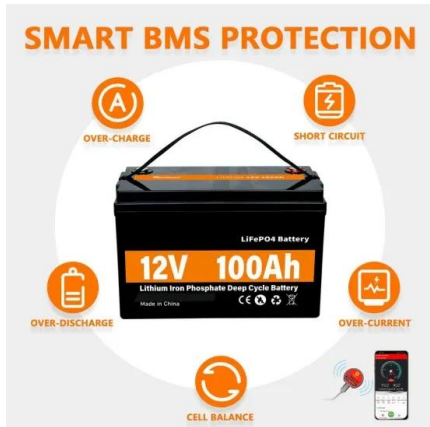 SMART BMS PROTECTION
A
OVER-CHARGE
SHORT CIRCUIT
LiFePO4 Battery
12V 100Ah
Lithium Iron Phosphate Deep Cycle Battery
Made in China
CE
OVER-DISCHARGE
OVER-CURRENT
CELL BALANCE